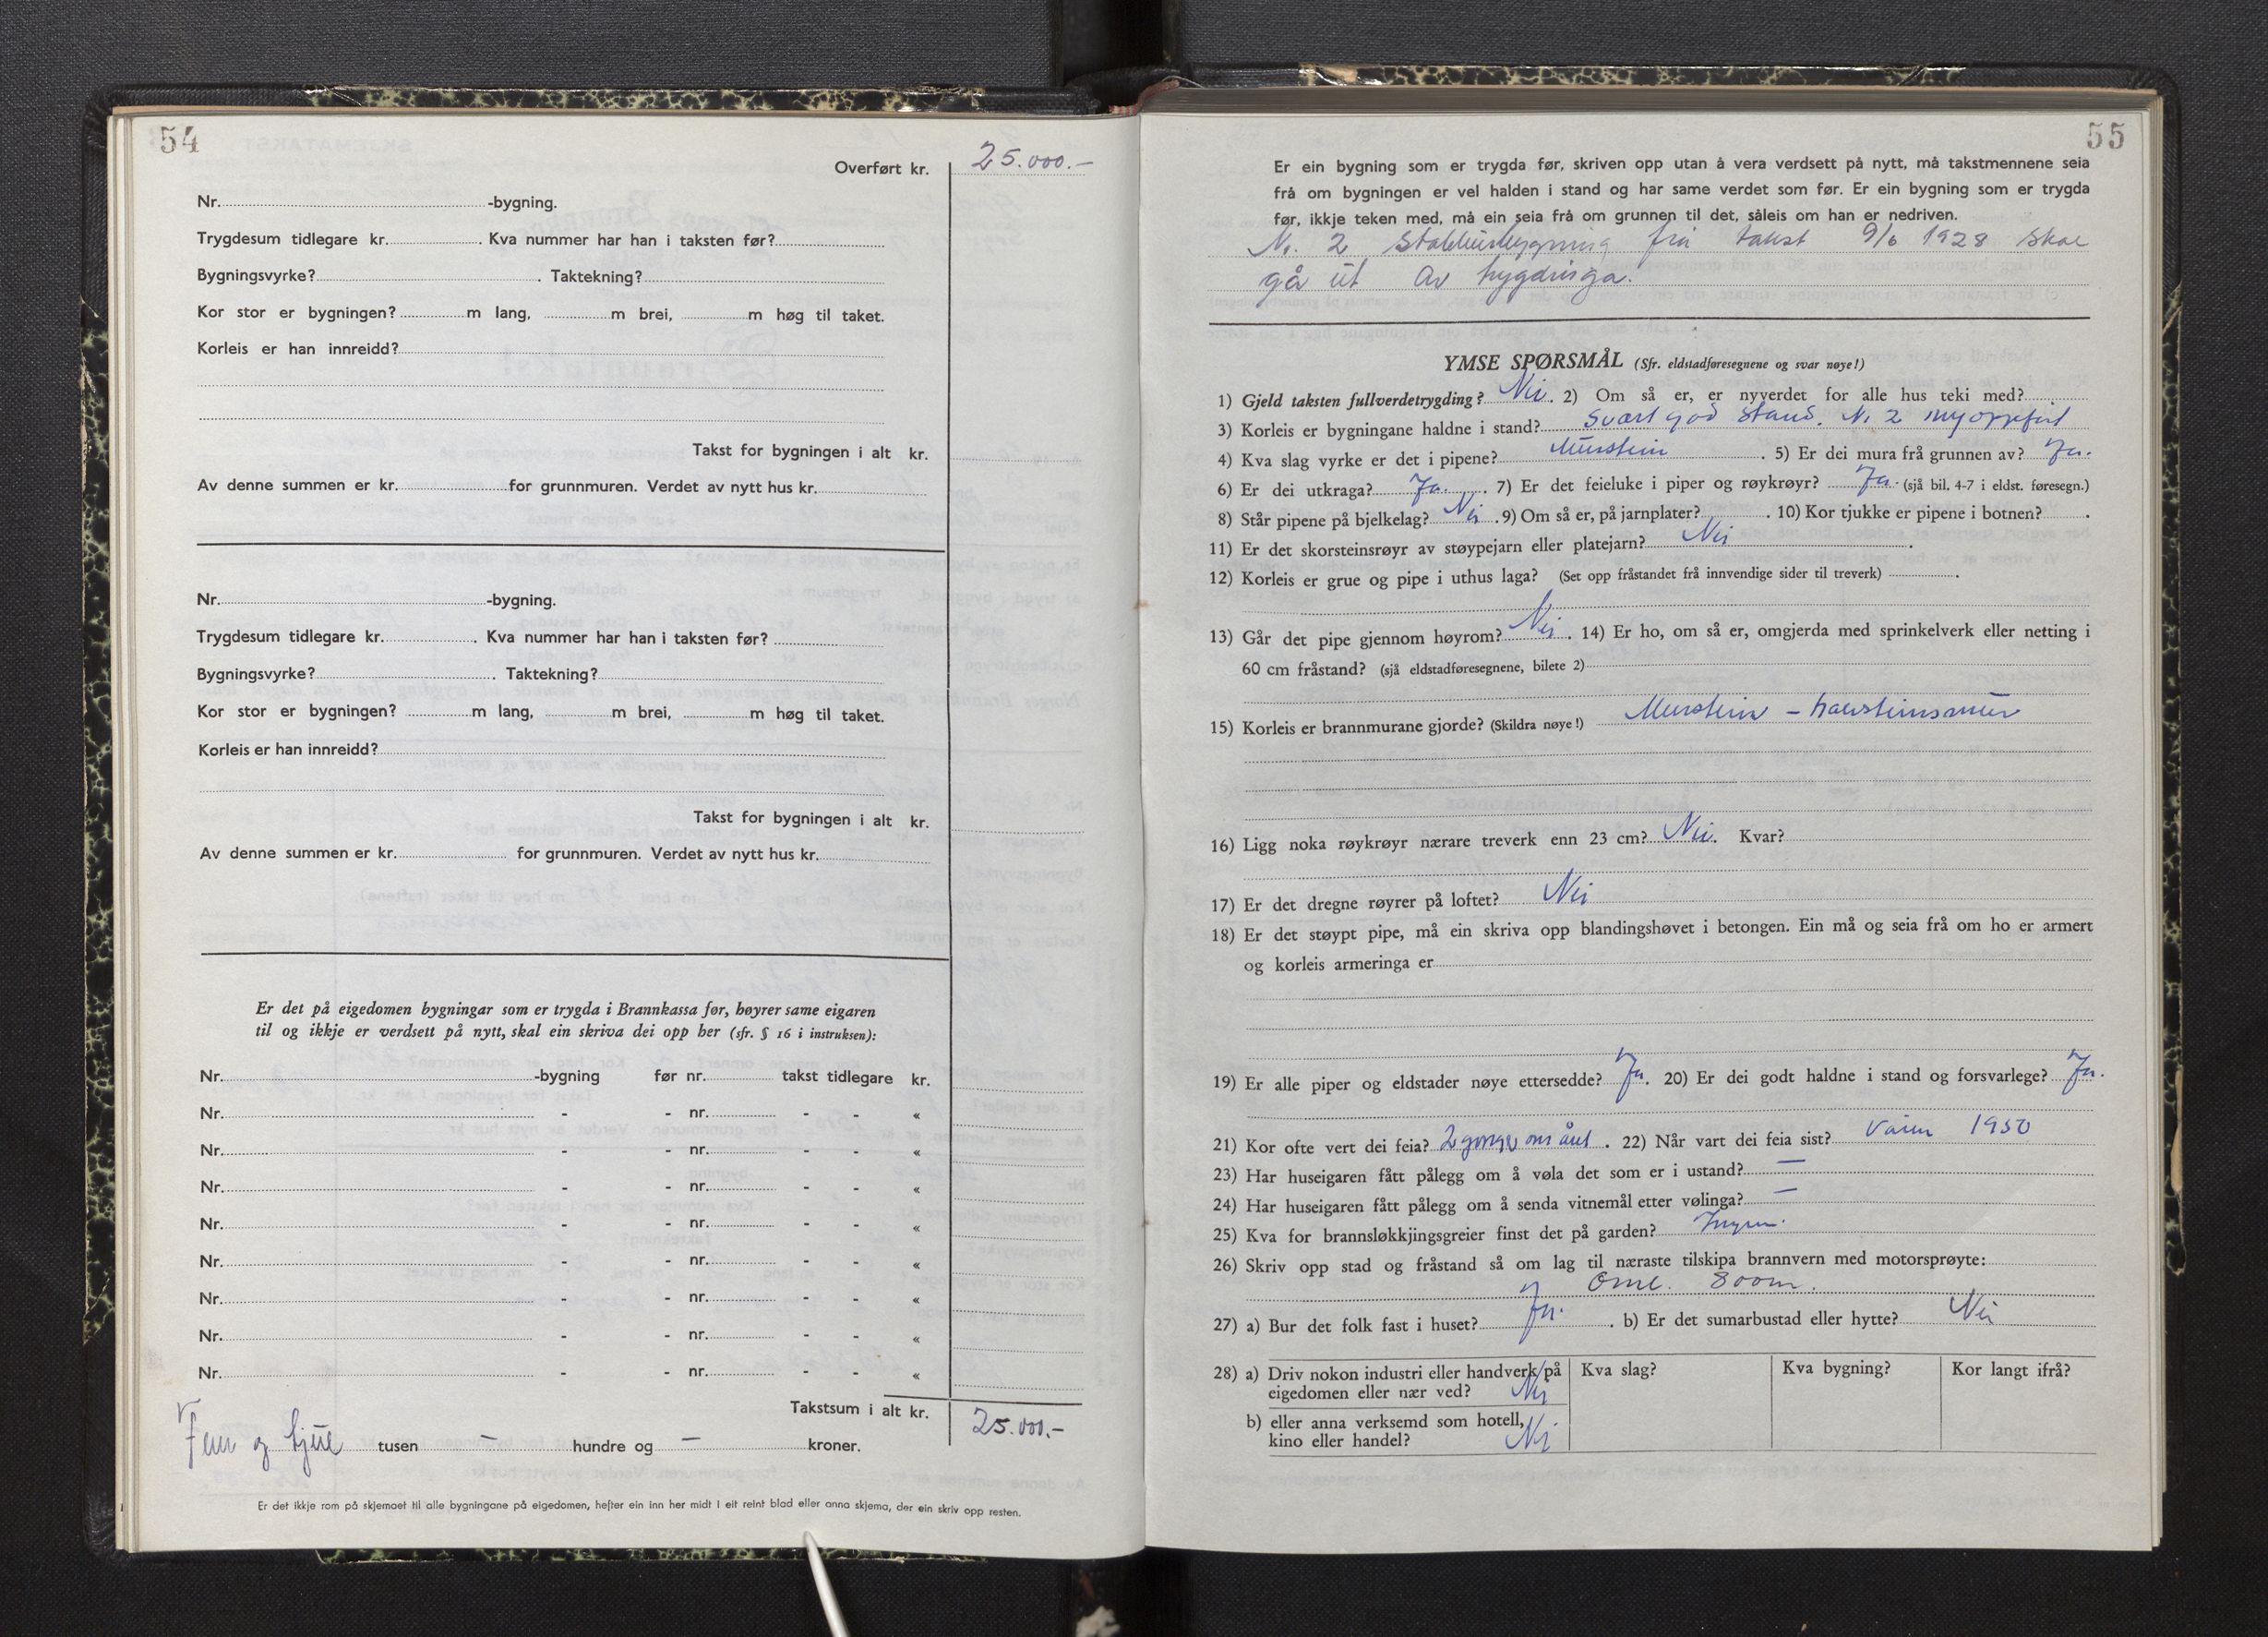 54
Overført kr. 25.000.-
Nr. -bygning.
Trygdesum tidlegare kr. . Kva nummer har han i taksten før?
Bygningsvyrke? . Taktekning?
Kor stor er bygningen? m lang, m brei, m høg til taket.
Korleis er han innreidd?
Takst for bygningen i alt kr.
Av denne summen er kr. for grunnmuren. Verdet av nytt hus kr.
Nr. -bygning.
Trygdesum tidlegare kr. . Kva nummer har han i taksten før?
Bygningsvyrke? . Taktekning?
Kor stor er bygningen? m lang, m brei, m høg til taket.
Korleis er han innreidd?
Takst for bygningen i alt kr.
Av denne summen er kr. for grunnmuren. Verdet av nytt hus kr.
Er det på eigedomen bygningar som er trygda i Brannkassa før, høyrer same eigaren
til og ikkje er verdsett på nytt, skal ein skriva dei opp her (sfr. § 16 i instruksen):
Nr. -bygning før nr. takst tidlegare kr.
Nr. - - nr. - - «
Nr. - - nr. - - «
Nr. - - nr. - - «
Nr. - - nr. - - «
Nr. - - nr. - - «
Nr. - - nr. - - «
Nr. - - nr. - - «
Nr. - - nr. - - «
Takstsum i alt kr. 25.000.-
Fem og tjue tusen - hundre og - kroner.
Er det ikkje rom på skjemaet til alle bygningane på eigedomen, hefter ein inn her midt i eit reint blad eller anna skjema, der ein skriv opp resten.
55
Er ein bygning som er trygda før, skriven opp utan å vera verdsett på nytt, må takstmennene seia
frå om bygningen er vel halden i stand og har same verdet som før. Er ein bygning som er trygda
før, ikkje teken med, må ein seia frå om grunnen til det, såleis om han er nedriven.
Nr. 2 Stabbursbygning frå takst 9/6 1928 skal
gå ut av trygdinga.
YMSE SPØRSMÅL (Sfr. eldstadføresegnene og svar nøye!)
1) Gjeld taksten fullverdetrygding? Nei. 2) Om så er, er nyverdet for alle hus teki med?
3) Korleis er bygningane haldne i stand? Svært god stand. Nr 2 nyoppført
4) Kva slag vyrke er det i pipene? Murstein . 5) Er dei mura frå grunnen av? Ja.
6) Er dei utkraga? Ja. . 7) Er det feieluke i piper og røykrøyr? Ja. (sjå bil. 4-7 i eldst. føresegn.)
8) Står pipene på bjelkelag? Nei . 9) Om så er, på jarnplater? . 10) Kor tjukke er pipene i botnen? .
11) Er det skorsteinsrøyr av støypejarn eller platejarn? Nei .
12) Korleis er grue og pipe i uthus laga? (Set opp fråstandet frå innvendige sider til treverk) .
13) Går det pipe gjennom høyrom? Nei . 14) Er ho, om så er, omgjerda med sprinkelverk eller netting i
60 cm fråstand? (sjå eldstadføresegnene, bilete 2)
15) Korleis er brannmurane gjorde? (Skildra nøye!) Murstein - halvsteinsmur
16) Ligg noka røykrøyr nærare treverk enn 23 cm? Nei. Kvar?
17) Er det dregne røyrer på loftet? Nei
18) Er det støypt pipe, må ein skriva opp blandingshøvet i betongen. Ein må og seia frå om ho er armert
og korleis armeringa er
19) Er alle piper og eldstader nøye ettersedde? Ja. 20) Er dei godt haldne i stand og forsvarlege? Ja.
21) Kor ofte vert dei feia? 2 gonger om året . 22) Når vart dei feia sist? Våren 1950
23) Har huseigaren fått pålegg om å vøla det som er i ustand? -
24) Har huseigaren fått pålegg om å senda vitnemål etter vølinga? -
25) Kva for brannsløkkjingsgreier finst det på garden? Ingen.
26) Skriv opp stad og fråstand så om lag til næraste tilskipa brannvern med motorsprøyte:
800m.
27) a) Bur det folk fast i huset? Ja. . b) Er det sumarbustad eller hytte? Nei
28) a) Driv nokon industri eller handverk på Kva slag? Kva bygning? Kor langt ifrå?
eigedomen eller nær ved? Nei
b) eller anna verksemd som hotell,
kino eller handel? Nei